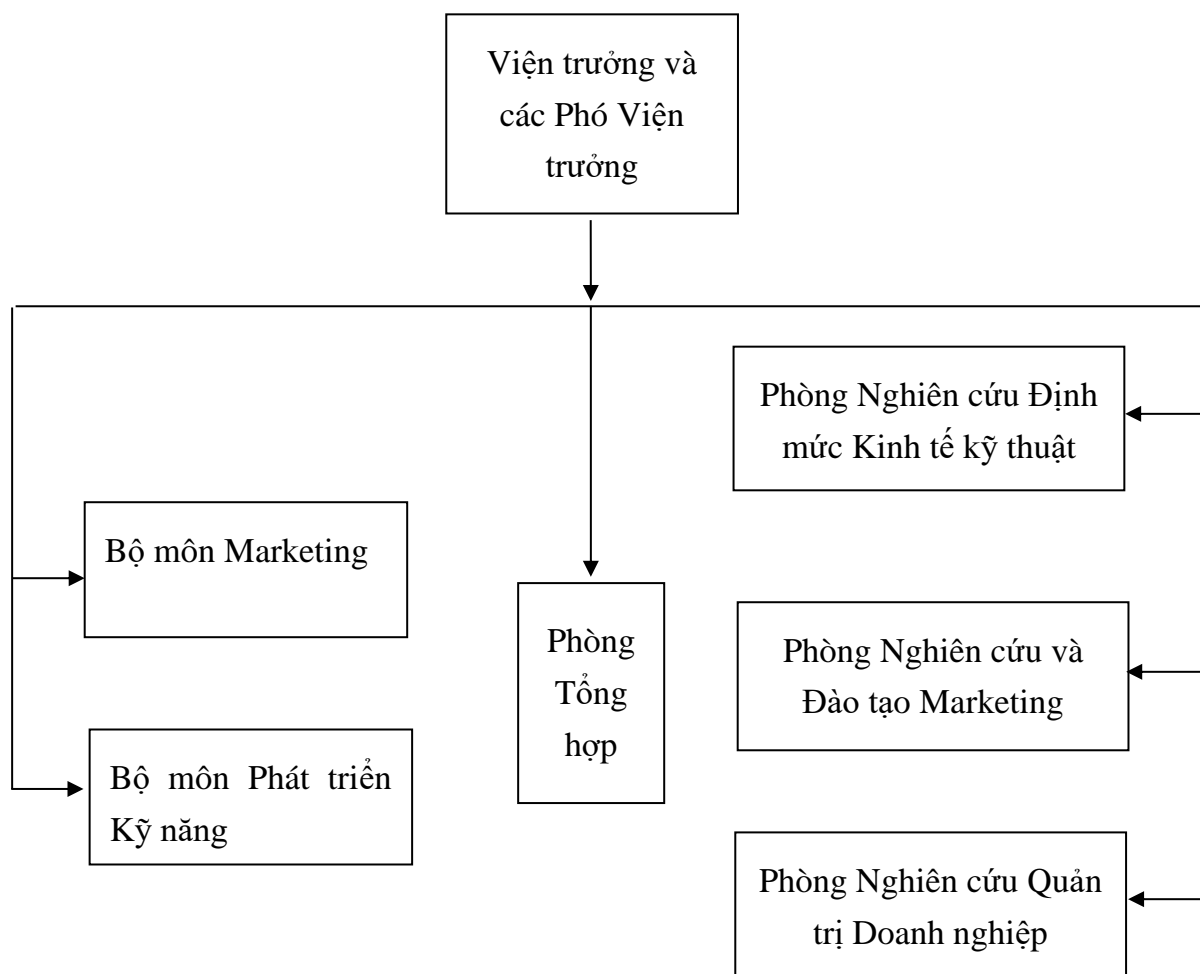 Viện trưởng và
các Phó Viện
trưởng
Phòng Nghiên cứu Định
mức Kinh tế kỹ thuật
Bộ môn Marketing
Phòng
Tổng
hợp
Phòng Nghiên cứu và
Đào tạo Marketing
Bộ môn Phát triển
Kỹ năng
Phòng Nghiên cứu Quản
trị Doanh nghiệp